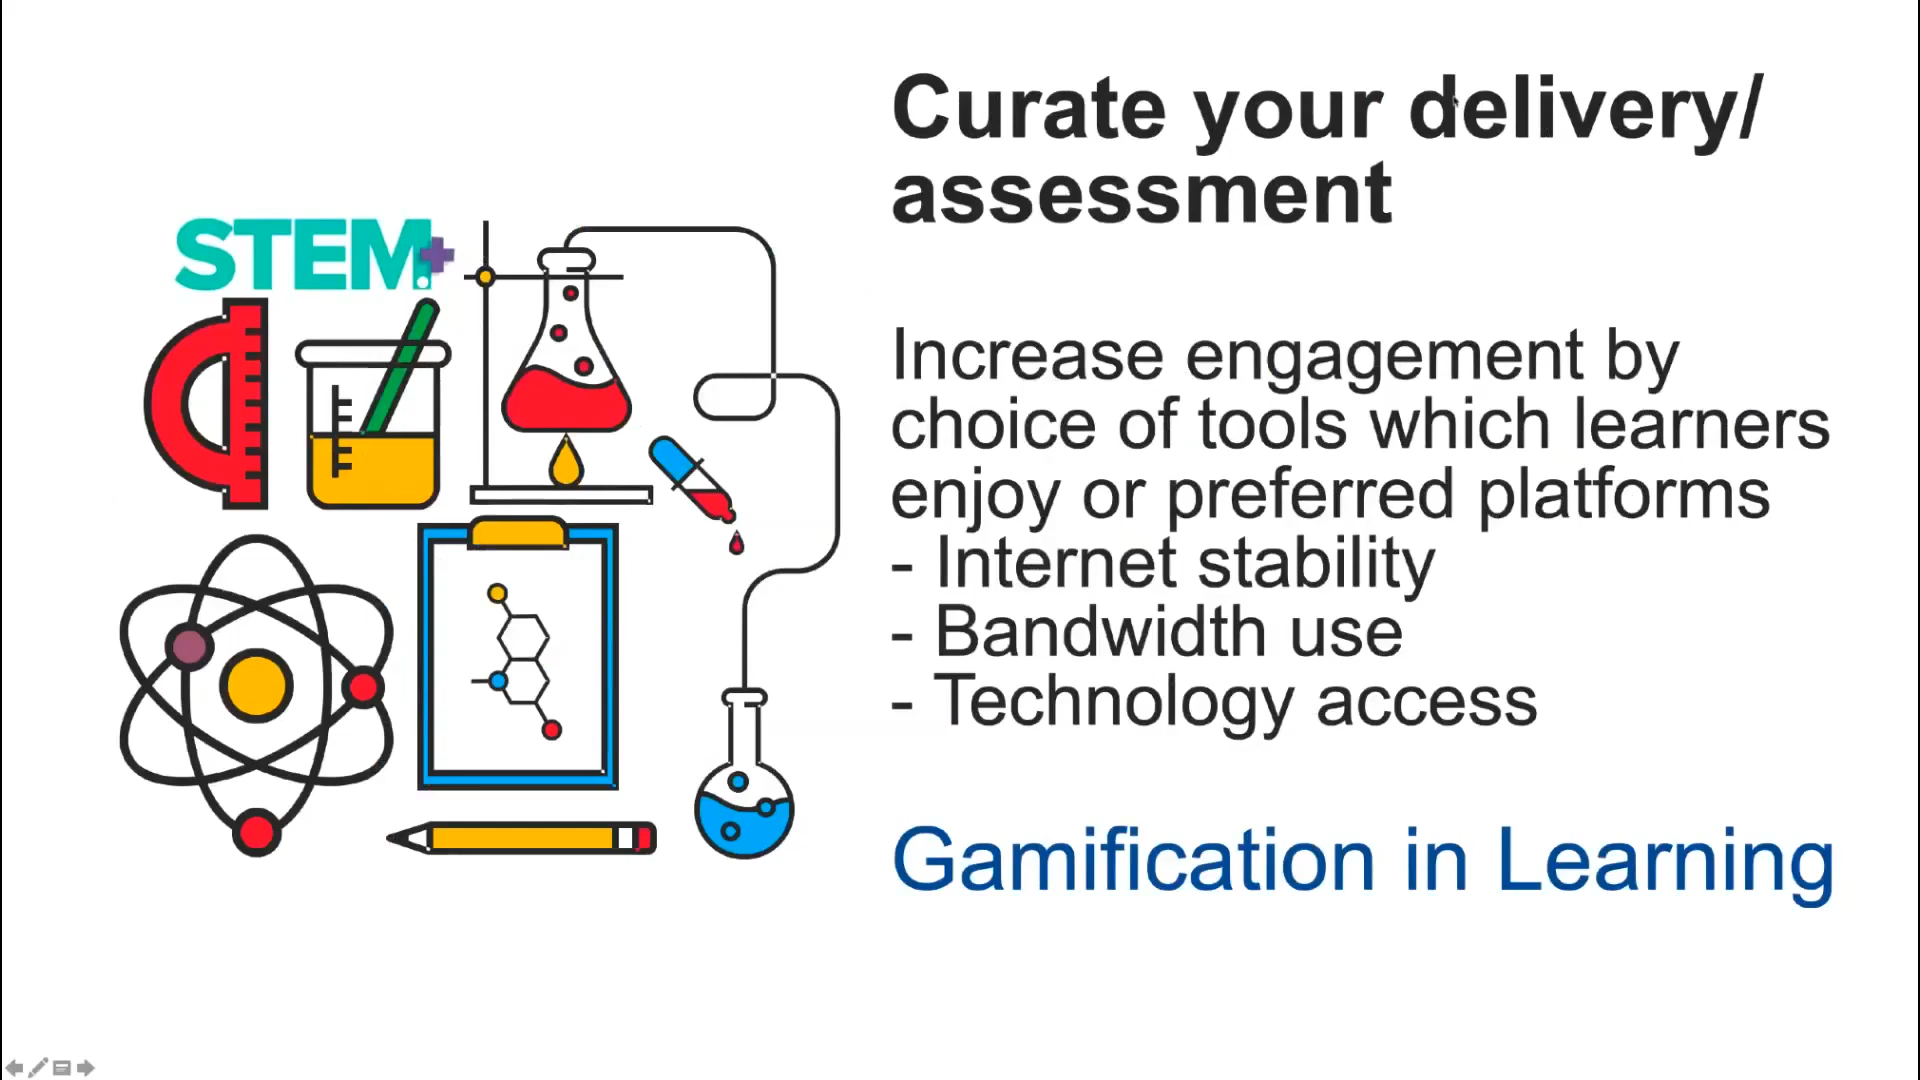 Curate your delivery/
assessment
STEM+
Increase engagement by
choice of tools which learners
enjoy or preferred platforms
- Internet stability
- Bandwidth use
- Technology access
Gamification in Learning